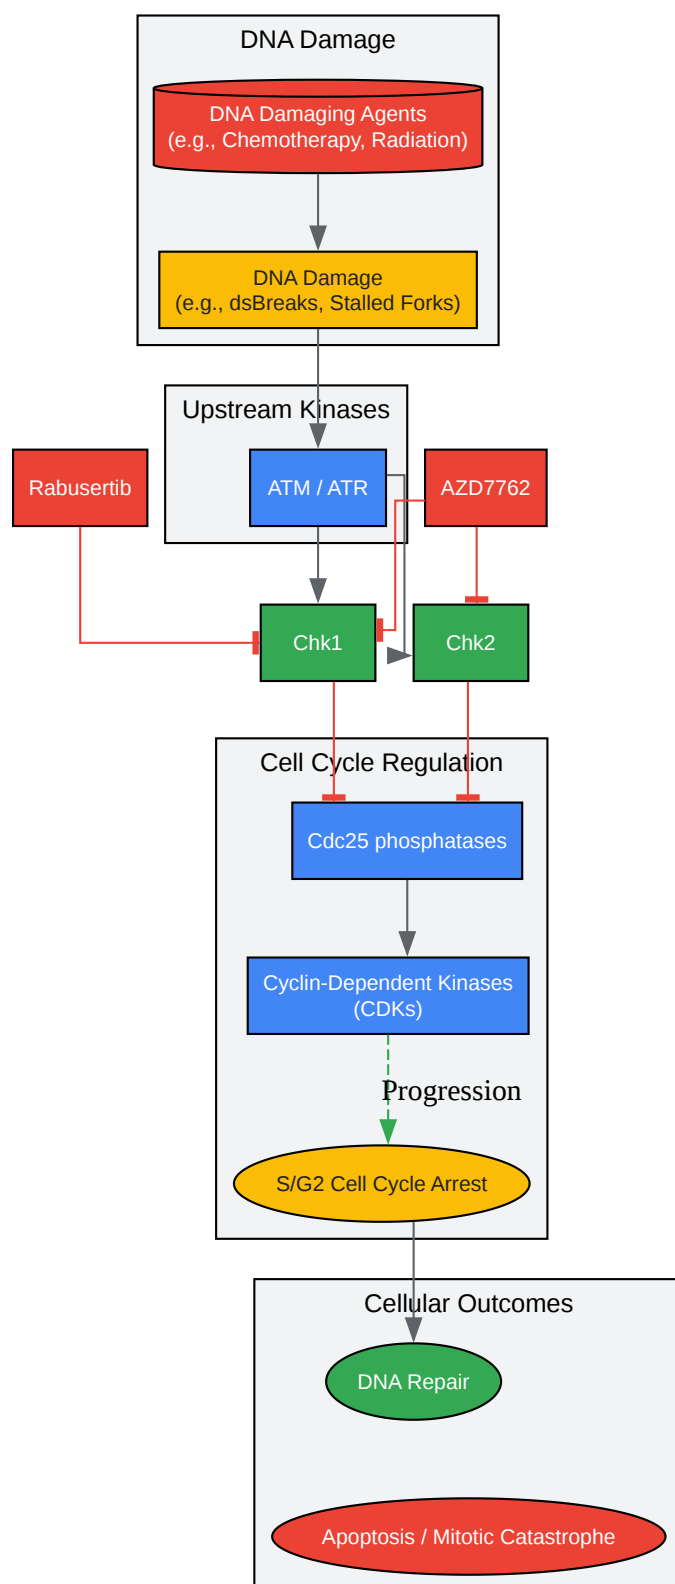 DNA Damage
DNA Damaging Agents
(e.g., Chemotherapy, Radiation)
DNA Damage
(e.g., dsBreaks, Stalled Forks)
Upstream Kinases
Rabusertib
ATM / ATR
AZD7762
Chk1
Chk2
Cell Cycle Regulation
Cdc25 phosphatases
Cyclin-Dependent Kinases
(CDKs)
Progression
S/G2 Cell Cycle Arrest
Cellular Outcomes
DNA Repair
Apoptosis / Mitotic Catastrophe